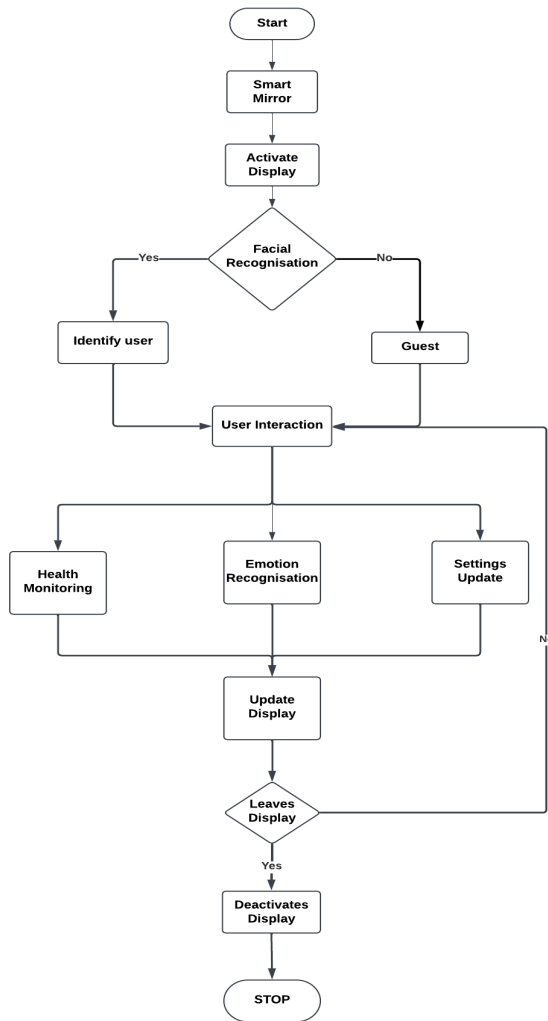 Start
Smart
Mirror
Activate
Display
Facial
Recognisation
Yes
No
Identify user
Guest
User Interaction
Health
Monitoring
Emotion
Recognisation
Settings
Update
N
Update
Display
Leaves
Display
Yes
Deactivates
Display
STOP